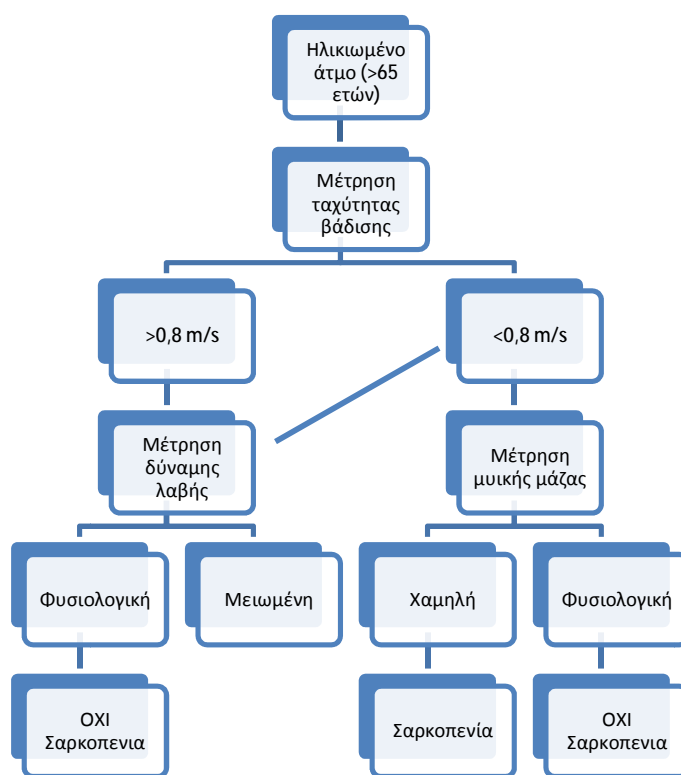 Ηλικιωμένο
άτμο (>65
ετών)
Μέτρηση
ταχύτητας
βάδισης
>0,8 m/s
<0,8 m/s
Μέτρηση
δύναμης
λαβής
Μέτρηση
μυικής μάζας
Φυσιολογική
Μειωμένη
Χαμηλή
Φυσιολογική
ΟΧΙ
Σαρκοπενια
Σαρκοπενία
ΟΧΙ
Σαρκοπενια